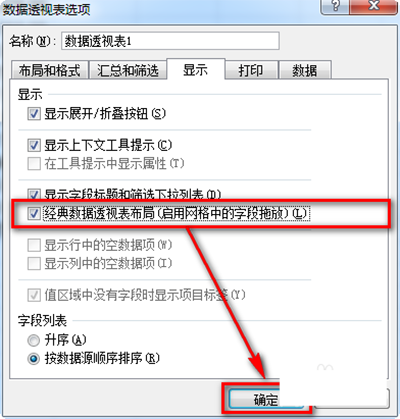 数据透视表选项
名称(N): 数据透视表1
布局和格式 汇总和筛选 显示 打印 数据
显示
显示展开/折叠按钮(S)
显示上下文工具提示(C)
在工具提示中显示属性(T)
显示字段标题和筛选下拉列表(D)
经典数据透视表布局(启用网格中的字段拖放)(L)
显示行中的空数据项(W)
显示列中的空数据项(I)
值区域中没有字段时显示项目标签(Y)
字段列表
升序(A)
按数据源顺序排序(R)
确定